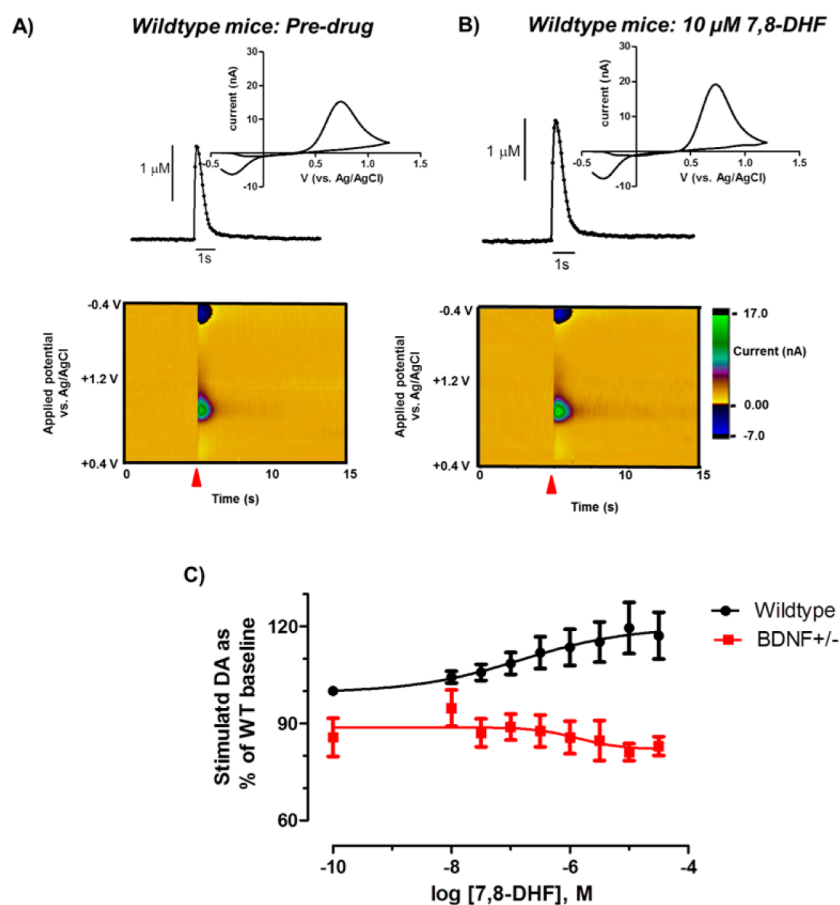 A)
Wildtype mice: Pre-drug
current (nA)
30
20
10
-10
-0.5
0.5
1.0
1.5
V (vs. Ag/AgCl)
1 µM
1s
Applied potential
vs. Ag/AgCl
-0.4 V
+1.2 V
+0.4 V
0
10
15
Time (s)
B)
Wildtype mice: 10 µM 7,8-DHF
current (nA)
30
20
10
-10
-0.5
0.5
1.0
1.5
V (vs. Ag/AgCl)
1 µM
1s
Applied potential
vs. Ag/AgCl
-0.4 V
+1.2 V
+0.4 V
0
5
10
15
Time (s)
- 17.0
Current (nA)
- 0.00
- -7.0
C)
Stimulatd DA as
% of WT baseline
120
90
60
-10
-8
-6
-4
log [7,8-DHF], M
Wildtype
BDNF+/-